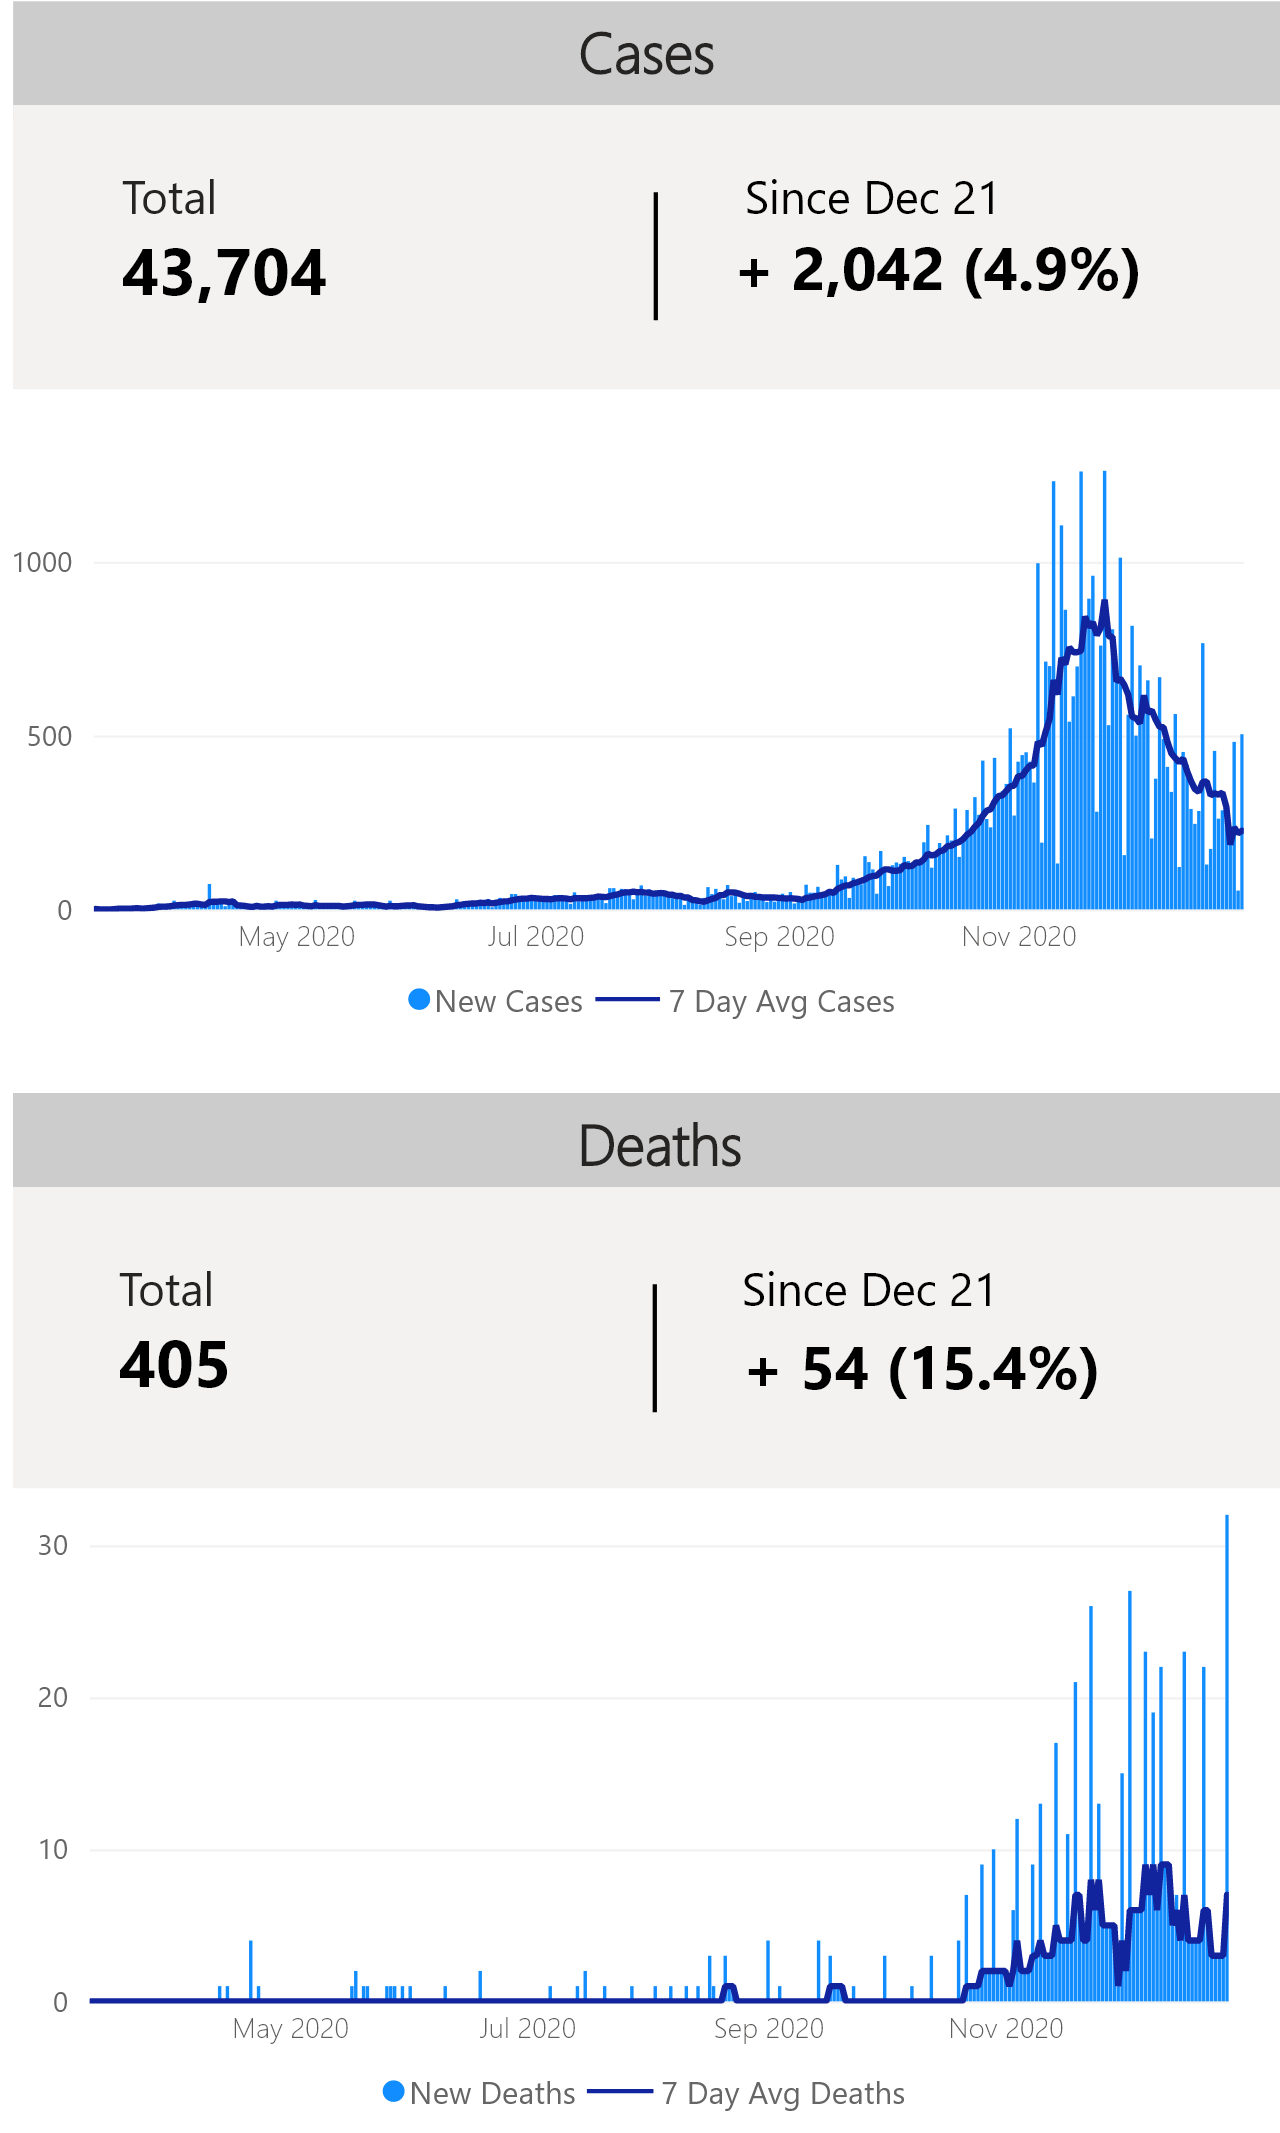 Cases
Total
43,704
Since Dec 21
+ 2,042 (4.9%)
1000
500
0
May 2020 Jul 2020 Sep 2020 Nov 2020
New Cases 7 Day Avg Cases
Deaths
Total
405
Since Dec 21
+ 54 (15.4%)
30
20
10
0
May 2020 Jul 2020 Sep 2020 Nov 2020
New Deaths 7 Day Avg Deaths